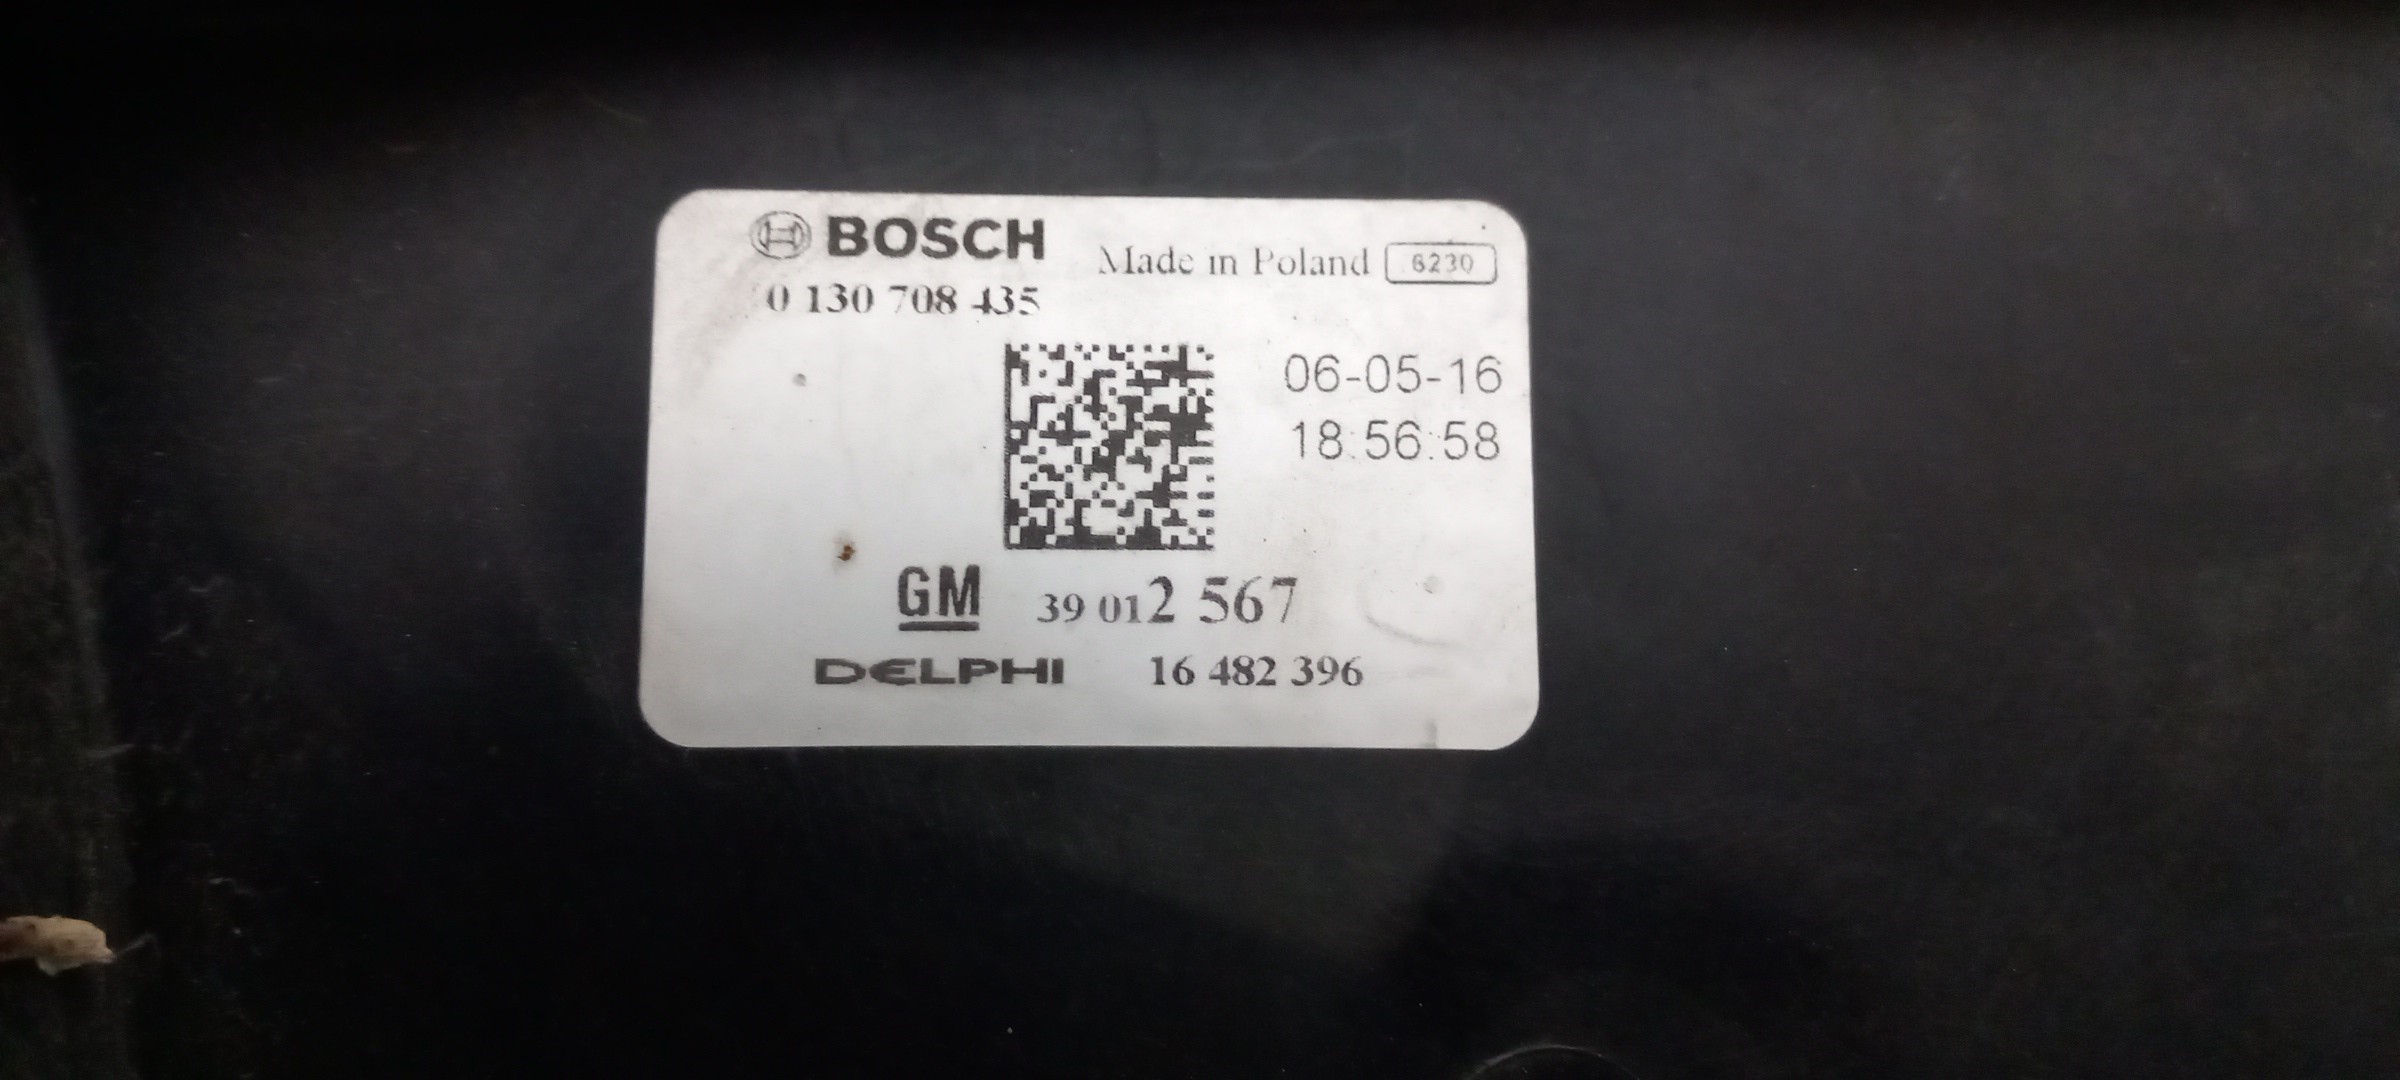 BOSCH Made in Poland 6230
0 130 708 435
06-05-16
18:56:58
GM 39 012 567
DELPHI 16 482 396